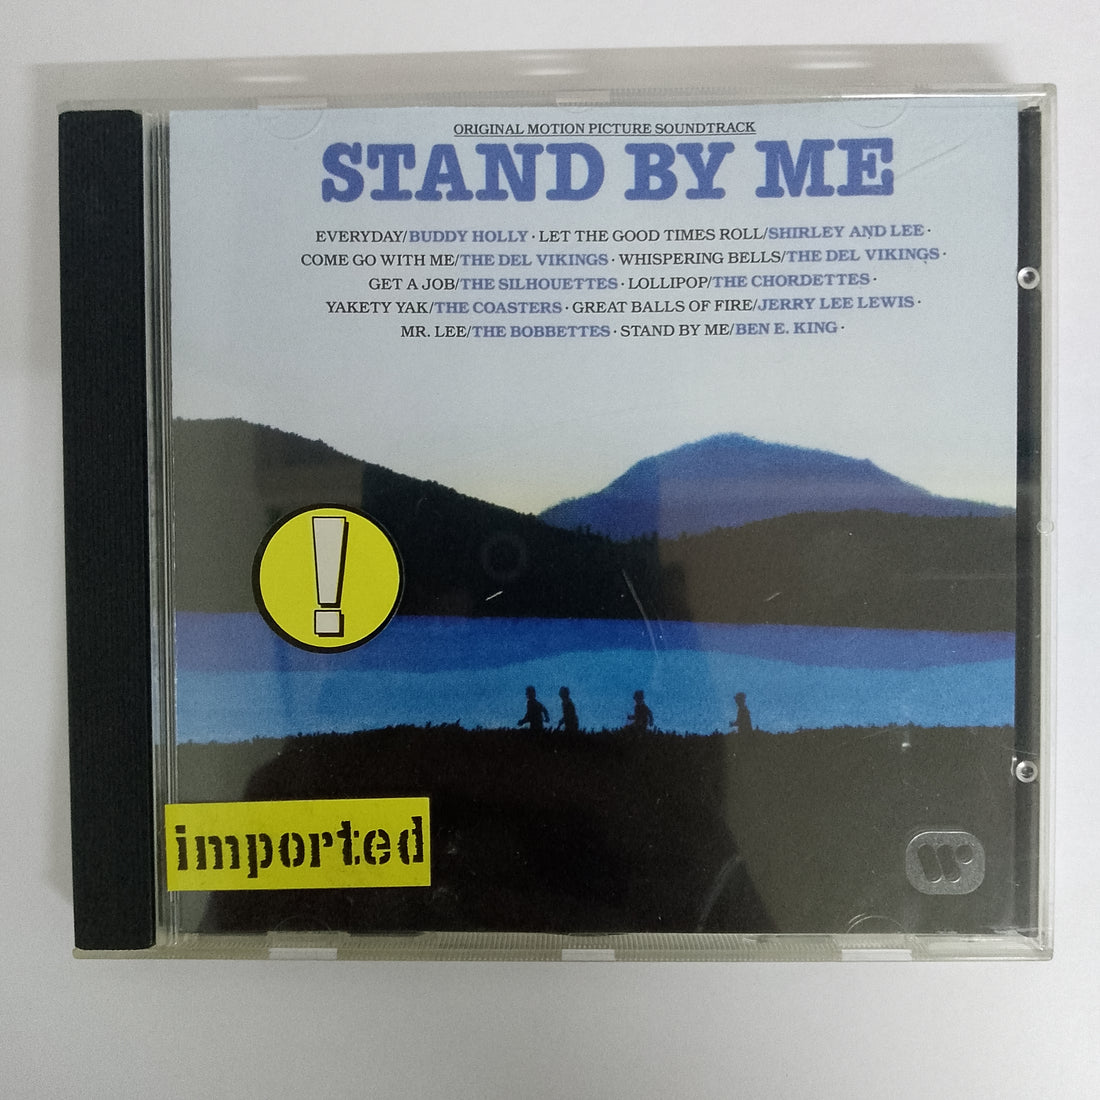 ORIGINAL MOTION PICTURE SOUNDTRACK
STAND BY ME
EVERYDAY/BUDDY HOLLY · LET THE GOOD TIMES ROLL/SHIRLEY AND LEE ·
COME GO WITH ME/THE DEL VIKINGS · WHISPERING BELLS/THE DEL VIKINGS ·
GET A JOB/THE SILHOUETTES · LOLLIPOP/THE CHORDETTES ·
YAKETY YAK/THE COASTERS · GREAT BALLS OF FIRE/JERRY LEE LEWIS ·
MR. LEE/THE BOBBETTES · STAND BY ME/BEN E. KING ·
!
imported